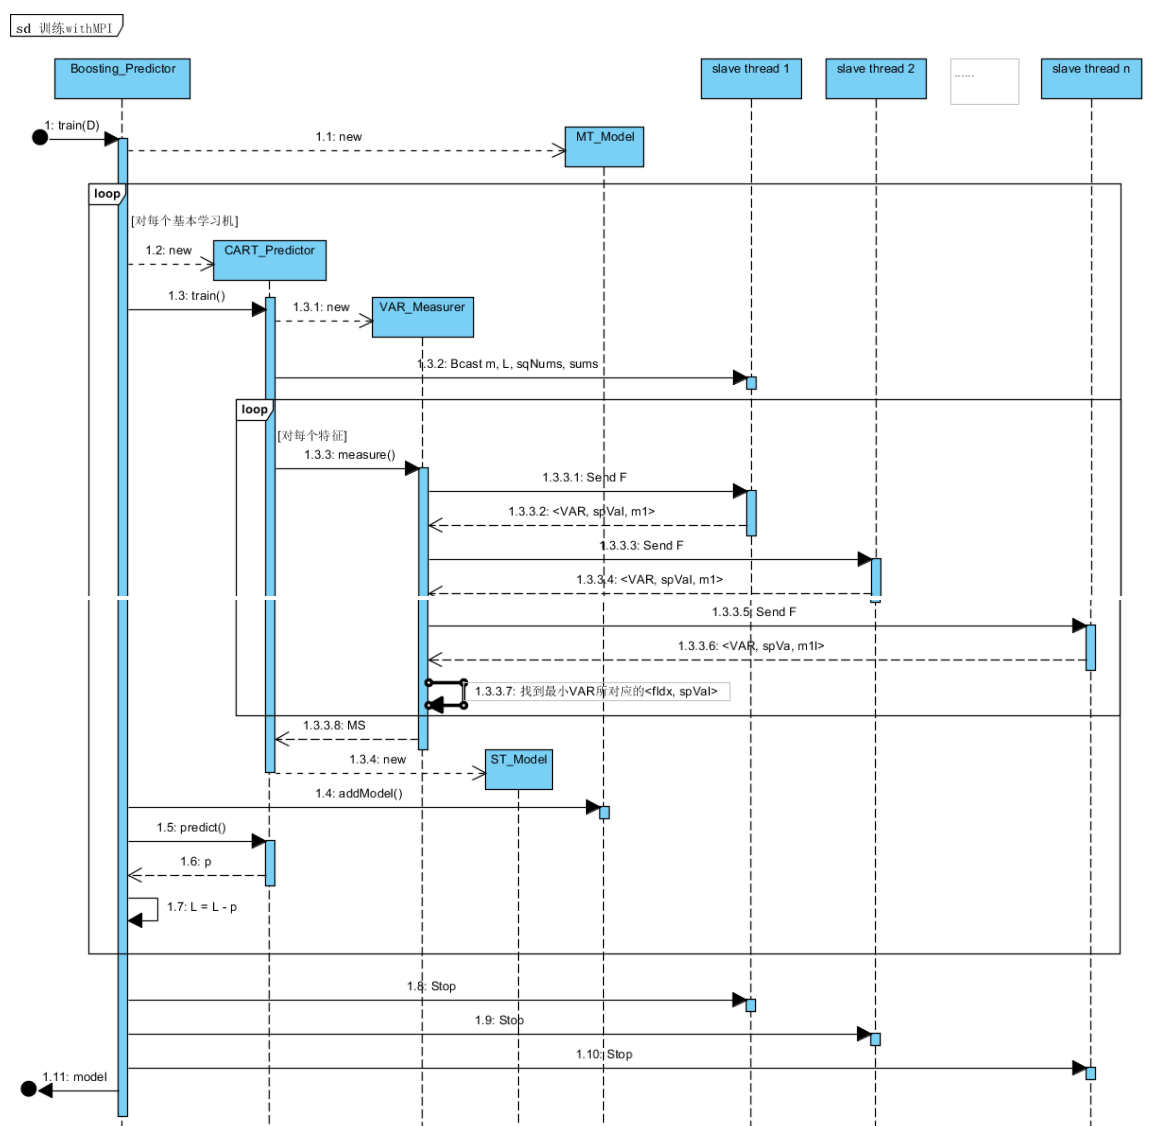 sd 训练withMPI
Boosting_Predictor
slave thread 1
slave thread 2
......
slave thread n
1: train(D)
1.1: new
MT_Model
loop
[对每个基本学习机]
1.2: new
CART_Predictor
1.3: train()
1.3.1: new
VAR_Measurer
1.3.2: Bcast m, L, sqNums, sums
loop
[对每个特征]
1.3.3: measure()
1.3.3.1: Send F
1.3.3.2: <VAR, spVal, m1>
1.3.3.3: Send F
1.3.3.4: <VAR, spVal, m1>
1.3.3.5: Send F
1.3.3.6: <VAR, spVa, m1l>
1.3.3.7: 找到最小VAR所对应的<fIdx, spVal>
1.3.3.8: MS
1.3.4: new
ST_Model
1.4: addModel()
1.5: predict()
1.6: p
1.7: L = L - p
1.8: Stop
1.9: Stop
1.10: Stop
1.11: model